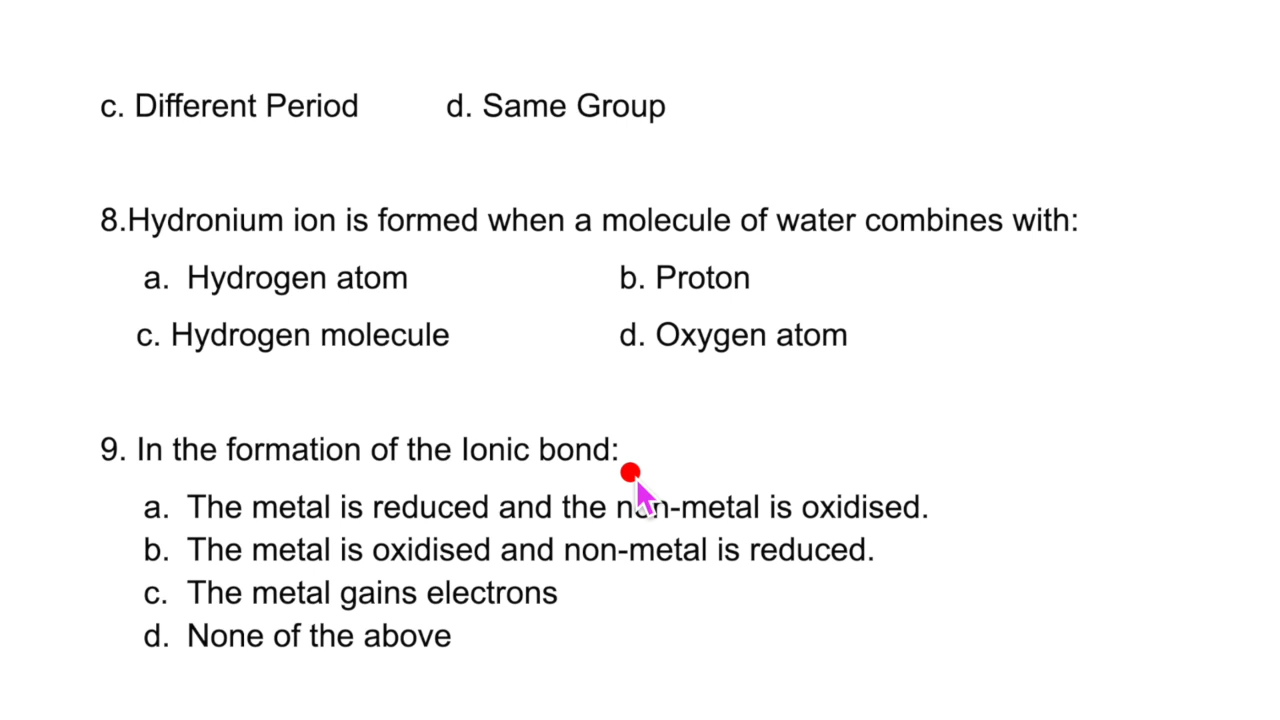 c. Different Period d. Same Group
8.Hydronium ion is formed when a molecule of water combines with:
a. Hydrogen atom b. Proton
c. Hydrogen molecule d. Oxygen atom
9. In the formation of the Ionic bond:
a. The metal is reduced and the non-metal is oxidised.
b. The metal is oxidised and non-metal is reduced.
c. The metal gains electrons
d. None of the above